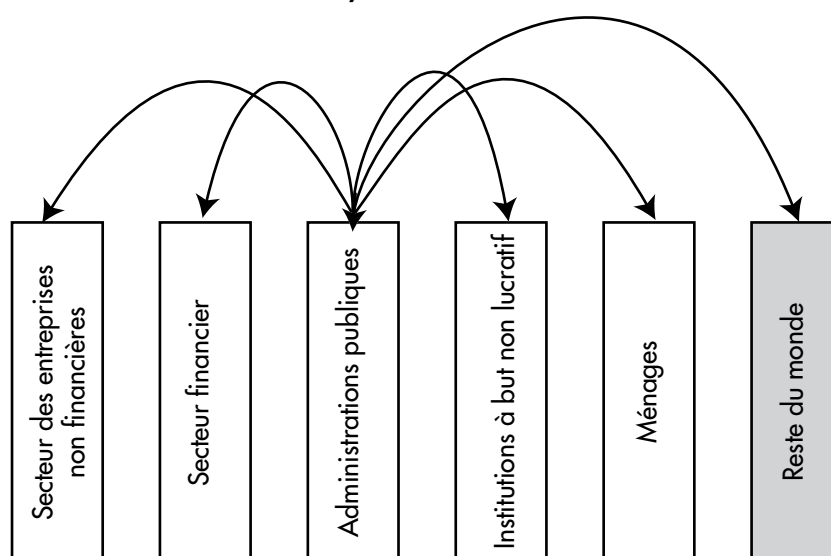 Secteur des entreprises
non financières
Secteur financier
Administrations publiques
Institutions à but non lucratif
Ménages
Reste du monde